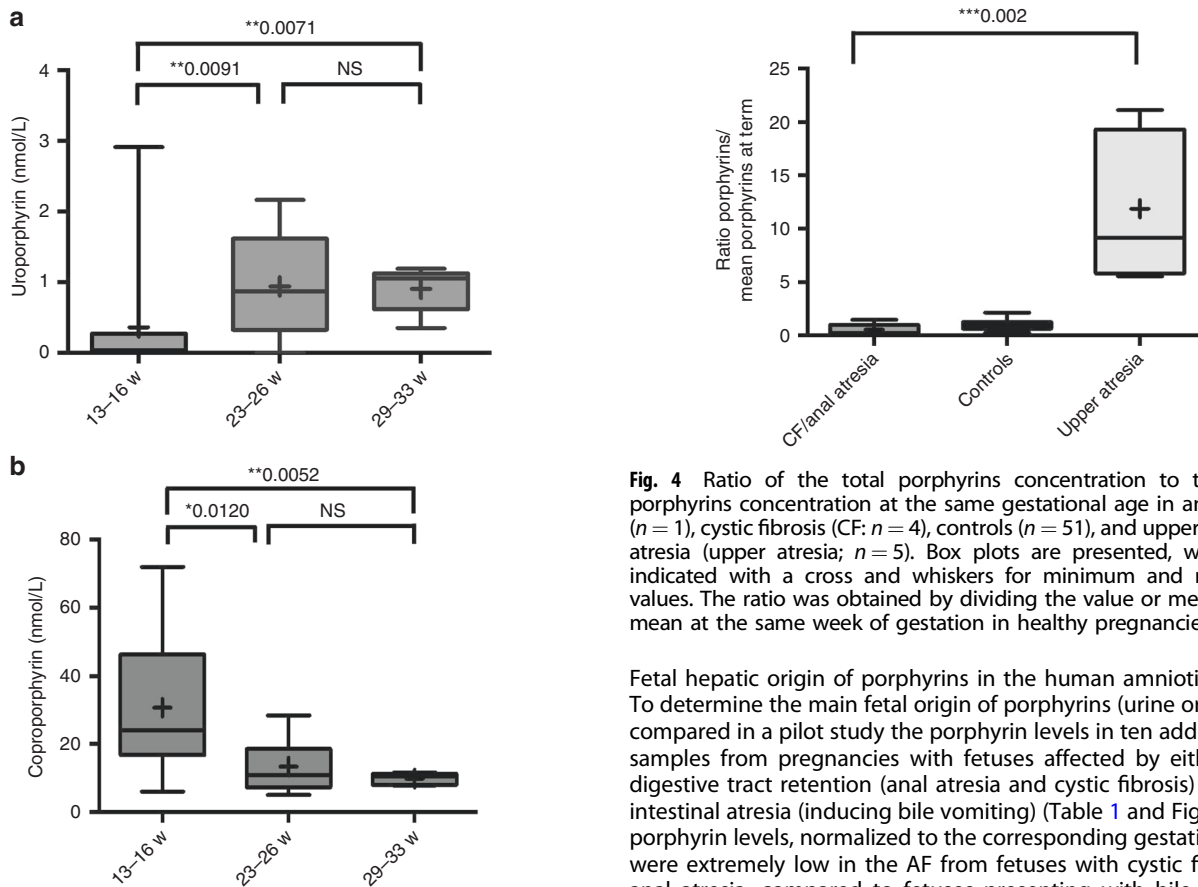 a
**0.0071
**0.0091
NS
Uroporphyrin (nmol/L)
4
3
2
1
0
13–16 w
23–26 w
29–33 w
b
**0.0052
*0.0120
NS
Coproporphyrin (nmol/L)
80
60
40
20
0
13–16 w
23–26 w
29–33 w
***0.002
Ratio porphyrins/
mean porphyrins at term
25
20
15
10
5
0
CF/anal atresia
Controls
Upper atresia
Fig. 4 Ratio of the total porphyrins concentration to t
porphyrins concentration at the same gestational age in an
(n = 1), cystic fibrosis (CF: n = 4), controls (n = 51), and upper
atresia (upper atresia; n = 5). Box plots are presented, w
indicated with a cross and whiskers for minimum and
values. The ratio was obtained by dividing the value or me
mean at the same week of gestation in healthy pregnancie
Fetal hepatic origin of porphyrins in the human amnioti
To determine the main fetal origin of porphyrins (urine or
compared in a pilot study the porphyrin levels in ten add
samples from pregnancies with fetuses affected by eith
digestive tract retention (anal atresia and cystic fibrosis)
intestinal atresia (inducing bile vomiting) (Table 1 and Fig
porphyrin levels, normalized to the corresponding gestati
were extremely low in the AF from fetuses with cystic f
anal atresia, compared to fetuses presenting with bile